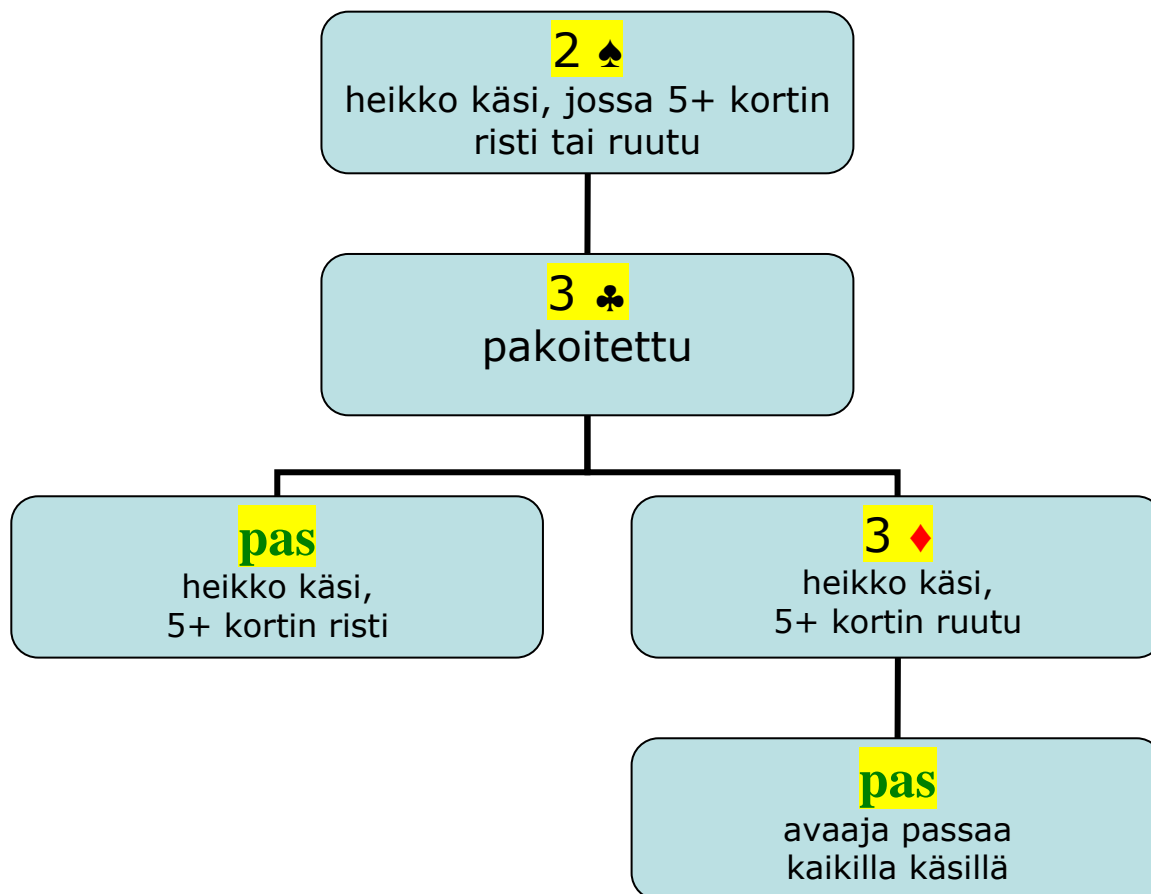 2 ♠
heikko käsi, jossa 5+ kortin
risti tai ruutu
3 ♣
pakoitettu
pas
heikko käsi,
5+ kortin risti
3 ♦
heikko käsi,
5+ kortin ruutu
pas
avaaja passaa
kaikilla käsillä